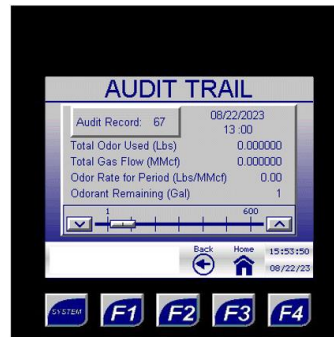 AUDIT TRAIL
Audit Record: 67
08/22/2023
13 :00
Total Odor Used (Lbs) 0.000000
Total Gas Flow (MMcf) 0.000000
Odor Rate for Period (Lbs/MMcf) 0.00
Odorant Remaining (Gal) 1
1 600
Back Home 15:53:50
08/22/23
SYSTEM F1 F2 F3 F4